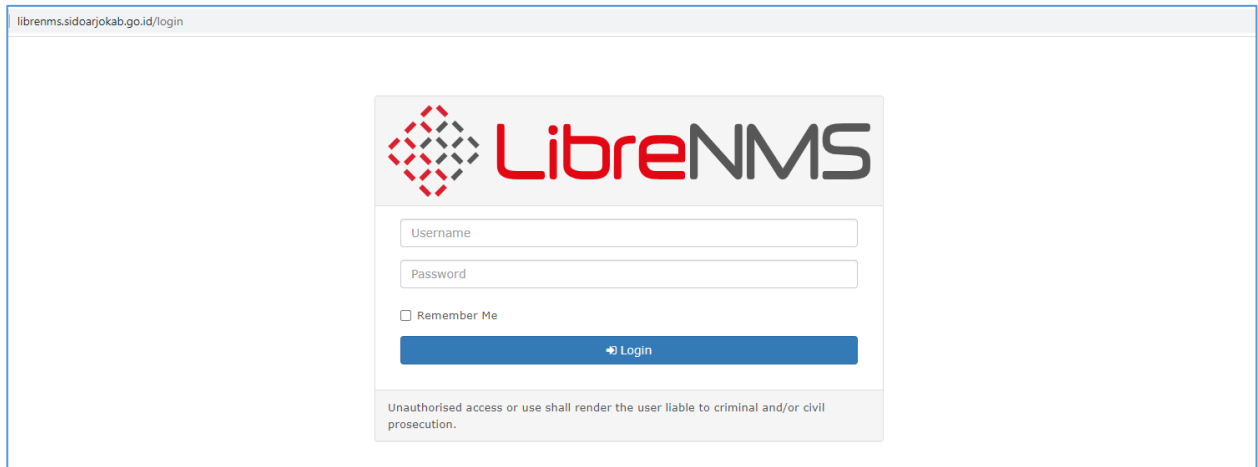 librenms.sidoarjokab.go.id/login
LibreNMS
Username
Password
Remember Me
Login
Unauthorised access or use shall render the user liable to criminal and/or civil
prosecution.